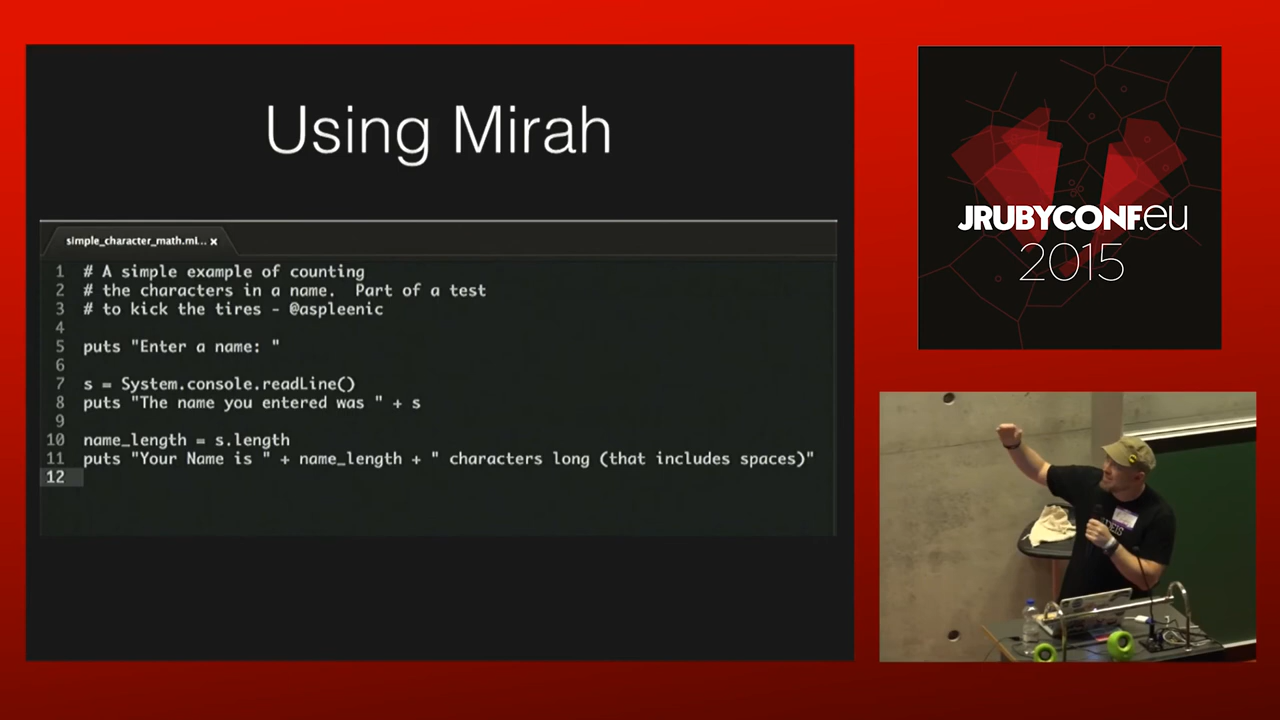 Using Mirah
simple_character_math.mi... ×
1 # A simple example of counting
2 # the characters in a name.  Part of a test
3 # to kick the tires - @aspleenic
4
5 puts "Enter a name: "
6
7 s = System.console.readLine()
8 puts "The name you entered was " + s
9
10 name_length = s.length
11 puts "Your Name is " + name_length + " characters long (that includes spaces)"
12
JRUBYCONF.eu
2015